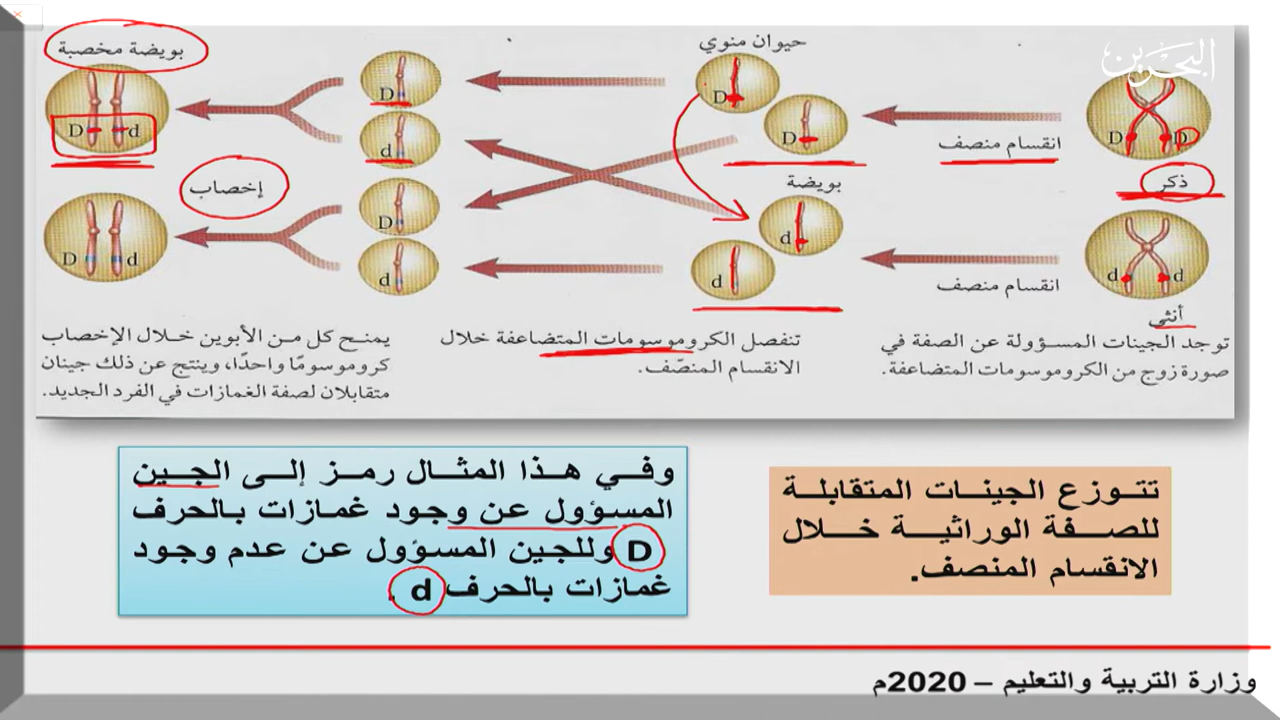 البحرين
حيوان منوي
بويضة مخصبة
D
D
D
D
D
D
d
d
انقسام منصف
ذكر
إخصاب
بويضة
D
d
d
d
d
d
D
d
انقسام منصف
أنثى
توجد الجينات المسؤولة عن الصفة في
صورة زوج من الكروموسومات المتضاعفة.
تنفصل الكروموسومات المتضاعفة خلال
الانقسام المنصّف.
يمنح كل من الأبوين خلال الإخصاب
كروموسومًا واحدًا، وينتج عن ذلك جينان
متقابلان لصفة الغمازات في الفرد الجديد.
تتوزع الجينات المتقابلة
للصفة الوراثية خلال
الانقسام المنصف.
وفي هذا المثال رمز إلى الجين
المسؤول عن وجود غمازات بالحرف
D وللجين المسؤول عن عدم وجود
غمازات بالحرف d .
وزارة التربية والتعليم – 2020م